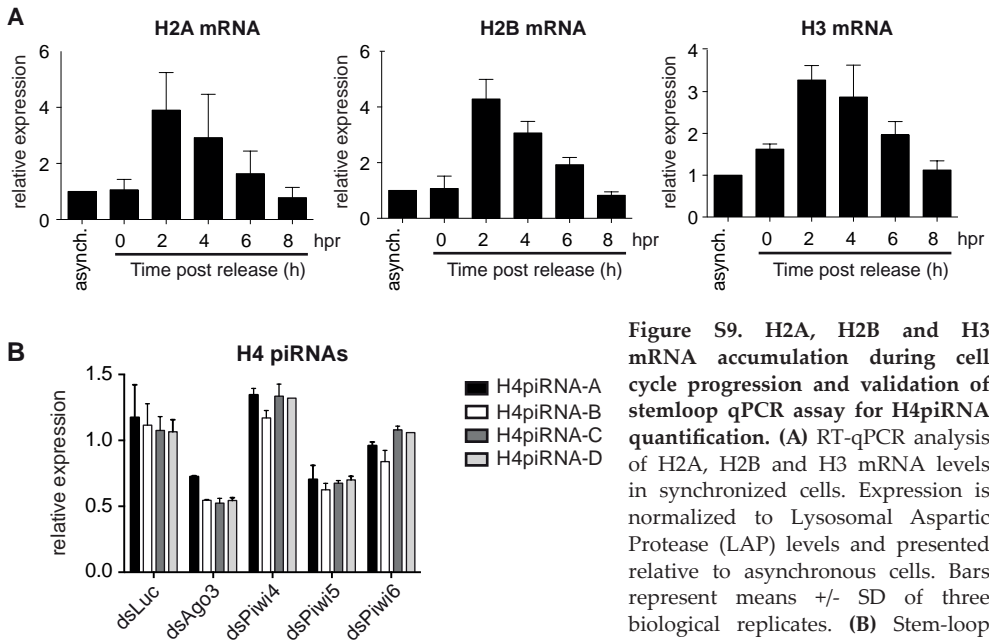 A
H2A mRNA
relative expression
6
4
2
0
asynch.
0
2
4
6
8
hpr
Time post release (h)
H2B mRNA
relative expression
6
4
2
0
asynch.
0
2
4
6
8
hpr
Time post release (h)
H3 mRNA
relative expression
4
3
2
1
0
asynch.
0
2
4
6
8
hpr
Time post release (h)
B
H4 piRNAs
relative expression
1.5
1.0
0.5
0.0
dsLuc
dsAgo3
dsPiwi4
dsPiwi5
dsPiwi6
H4piRNA-A
H4piRNA-B
H4piRNA-C
H4piRNA-D
Figure S9. H2A, H2B and H3
mRNA accumulation during cell
cycle progression and validation of
stemloop qPCR assay for H4piRNA
quantification. (A) RT-qPCR analysis
of H2A, H2B and H3 mRNA levels
in synchronized cells. Expression is
normalized to Lysosomal Aspartic
Protease (LAP) levels and presented
relative to asynchronous cells. Bars
represent means +/- SD of three
biological replicates. (B) Stem-loop